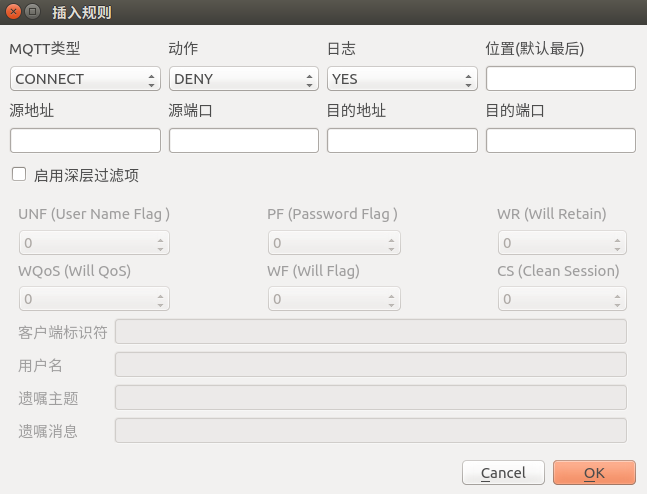 插入规则
MQTT类型 动作 日志 位置(默认最后)
CONNECT DENY YES
源地址 源端口 目的地址 目的端口
启用深层过滤项
UNF (User Name Flag ) PF (Password Flag ) WR (Will Retain)
0 0 0
WQoS (Will QoS) WF (Will Flag) CS (Clean Session)
0 0 0
客户端标识符
用户名
遗嘱主题
遗嘱消息
Cancel OK